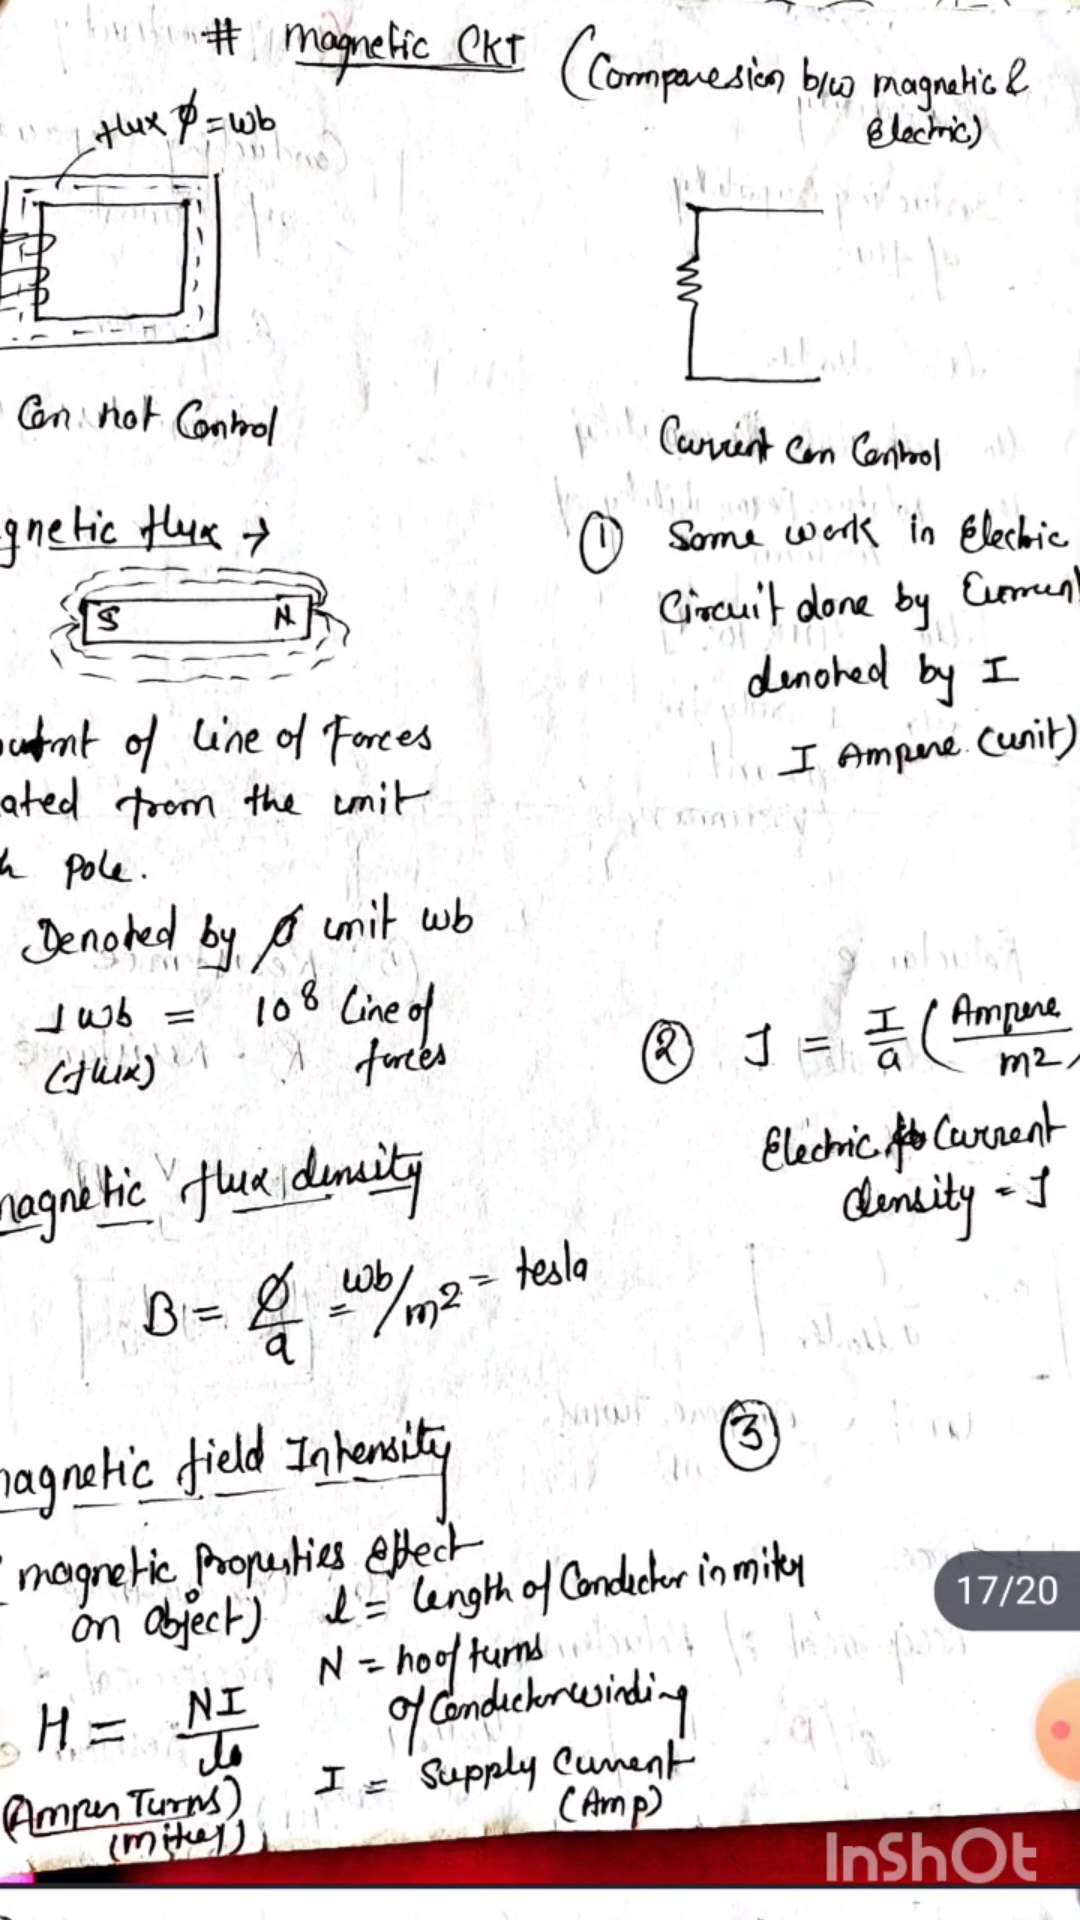 # magnetic CKT (Comparesion b/w magnetic &
Electric)
flux ϕ = wb
Can not Control
Current Can Control
gnetic flux →
S N
of line of Forces
ated from the unit
pole.
Denoted by ϕ unit wb
1 wb = 10⁸ Line of
(flux) forces
① Some work in Electric
Circuit done by Current
denoted by I
I Ampere (unit)
② J = I/a (Ampere/m²
Electric Current
density = J
magnetic flux density
B = ϕ/a = wb/m² = tesla
③
magnetic field Intensity
magnetic Properties Effect
on object)
l = length of Conductor in miter
N = no of turns
of Conductor winding
H = NI/l
I = Supply Current
(Amp)
(Amper Turns)
(miter)
17/20
InShOt